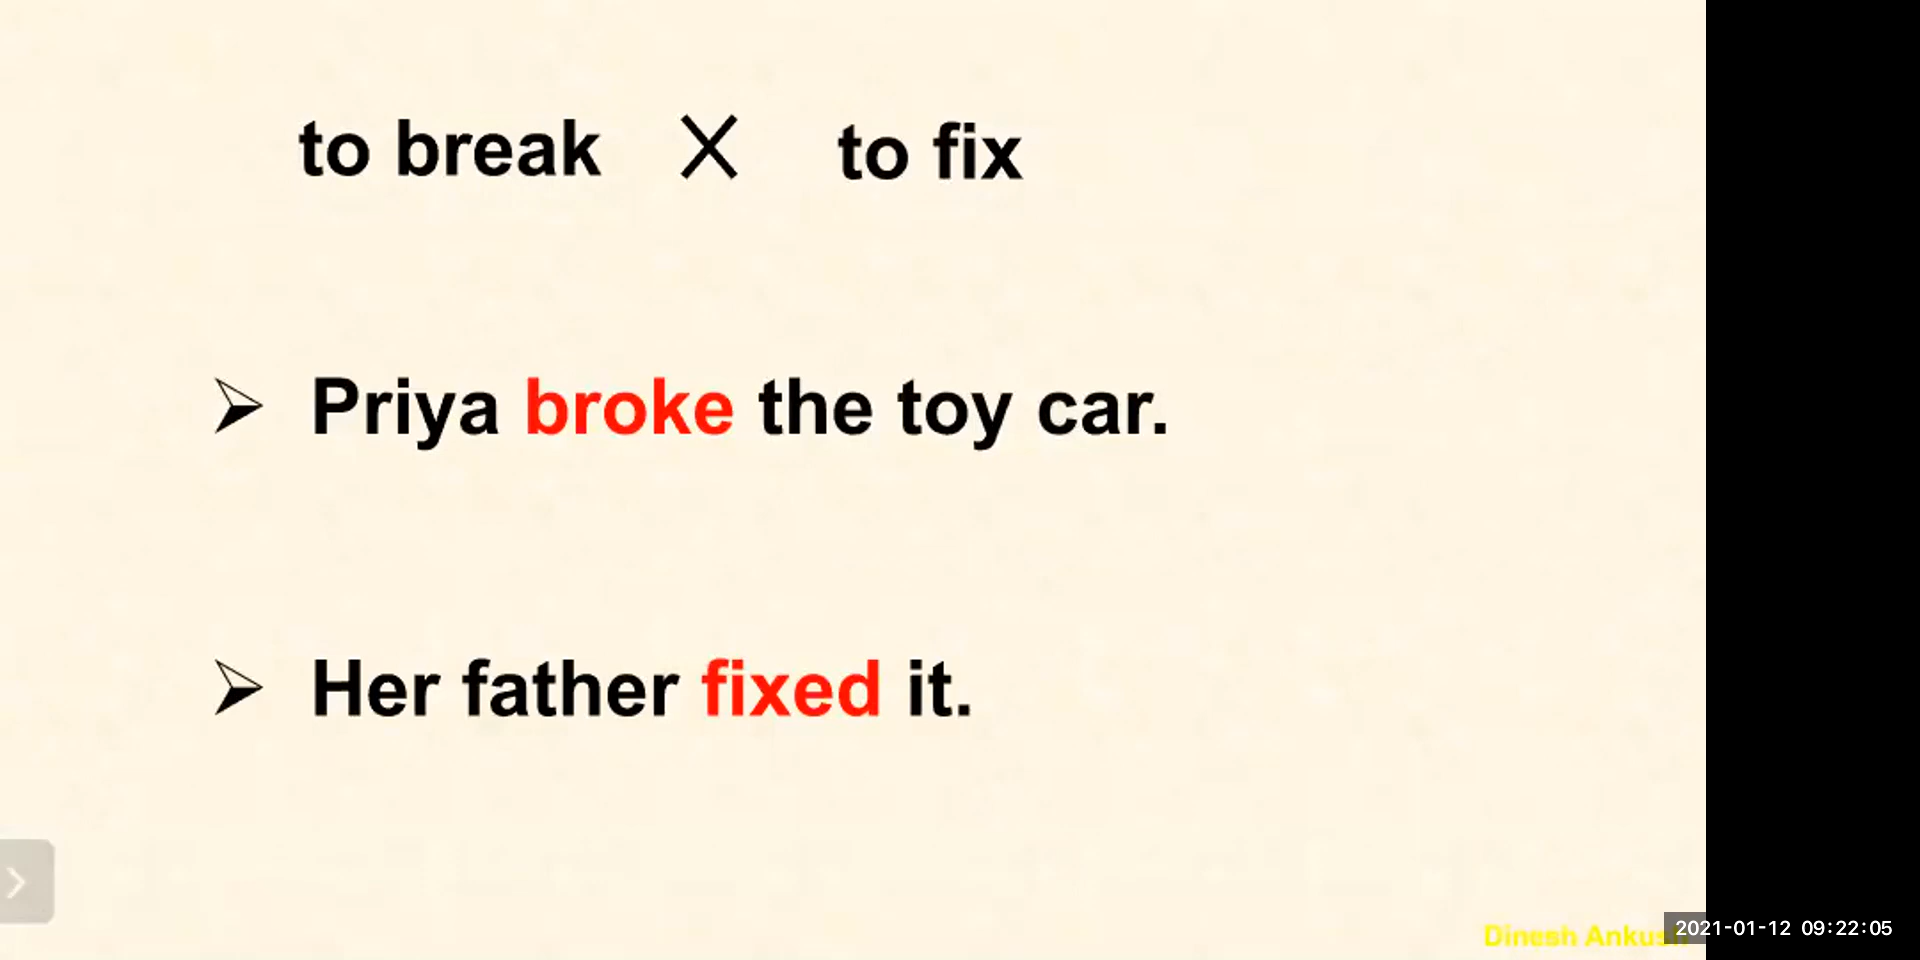 to break X to fix
➢ Priya broke the toy car.
➢ Her father fixed it.
Dinesh
2021-01-12 09:22:05